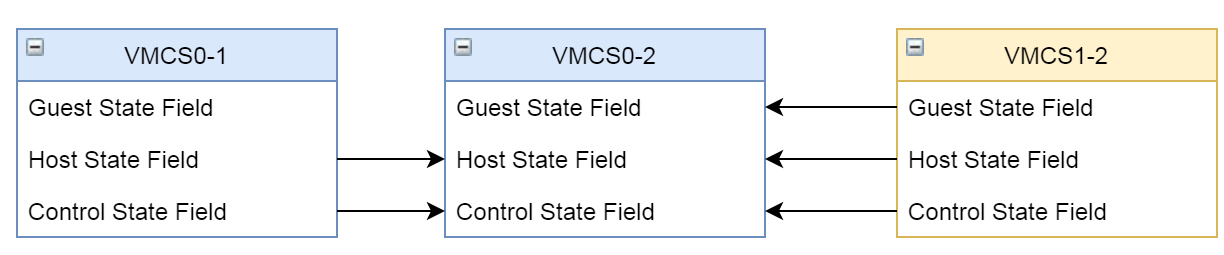 VMCS0-1
Guest State Field
Host State Field
Control State Field
VMCS0-2
Guest State Field
Host State Field
Control State Field
VMCS1-2
Guest State Field
Host State Field
Control State Field